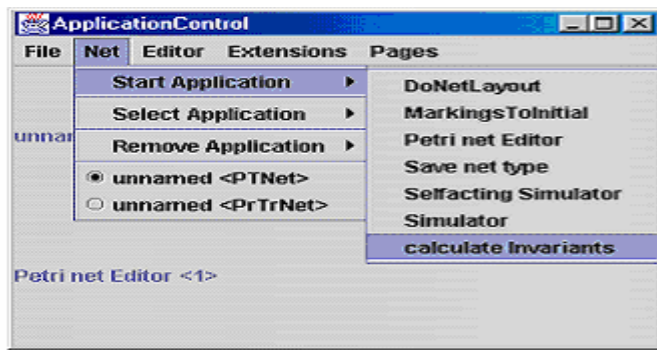 ApplicationControl
File Net Editor Extensions Pages
Start Application
Select Application
Remove Application
unnamed <PTNet>
unnamed <PrTrNet>
DoNetLayout
MarkingsToInitial
Petri net Editor
Save net type
Selfacting Simulator
Simulator
calculate Invariants
unnar
Petri net Editor <1>